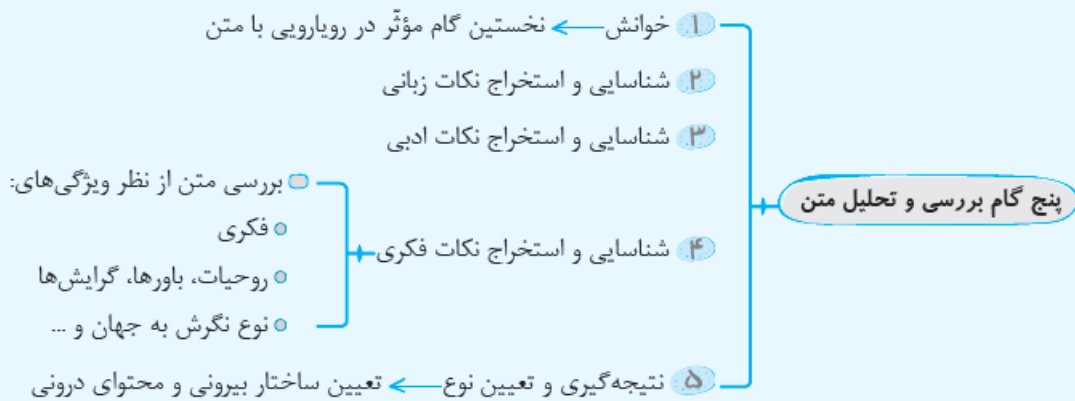 پنج گام بررسی و تحلیل متن
۱ خوانش ← نخستین گام مؤثّر در رویارویی با متن
۲ شناسایی و استخراج نکات زبانی
۳ شناسایی و استخراج نکات ادبی
۴ شناسایی و استخراج نکات فکری
بررسی متن از نظر ویژگی‌های:
فکری
روحیات، باورها، گرایش‌ها
نوع نگرش به جهان و ...
۵ نتیجه‌گیری و تعیین نوع ← تعیین ساختار بیرونی و محتوای درونی